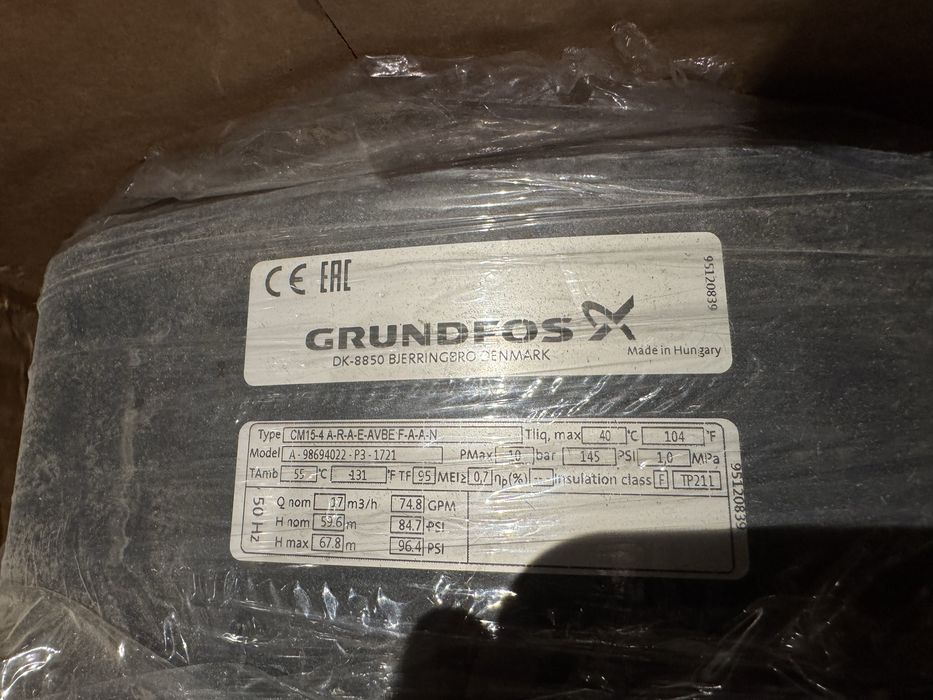 CE EAC
95120839
GRUNDFOS
DK-8850 BJERRINGBRO DENMARK
Made in Hungary
Type CM15-4 A-R-A-E-AVBE F-A-A-N Tliq, max 40 °C 104 °F
Model A - 98694022 - P3 - 1721 PMax 10 bar 145 PSI 1,0 MPa
TAmb 55 °C 131 °F TF 95 MEI≥ 0,7 ηp(%) -- Insulation class F TP211
50 Hz
Q nom 17 m3/h 74.8 GPM
H nom 59.6 m 84.7 PSI
H max 67.8 m 96.4 PSI
95120839